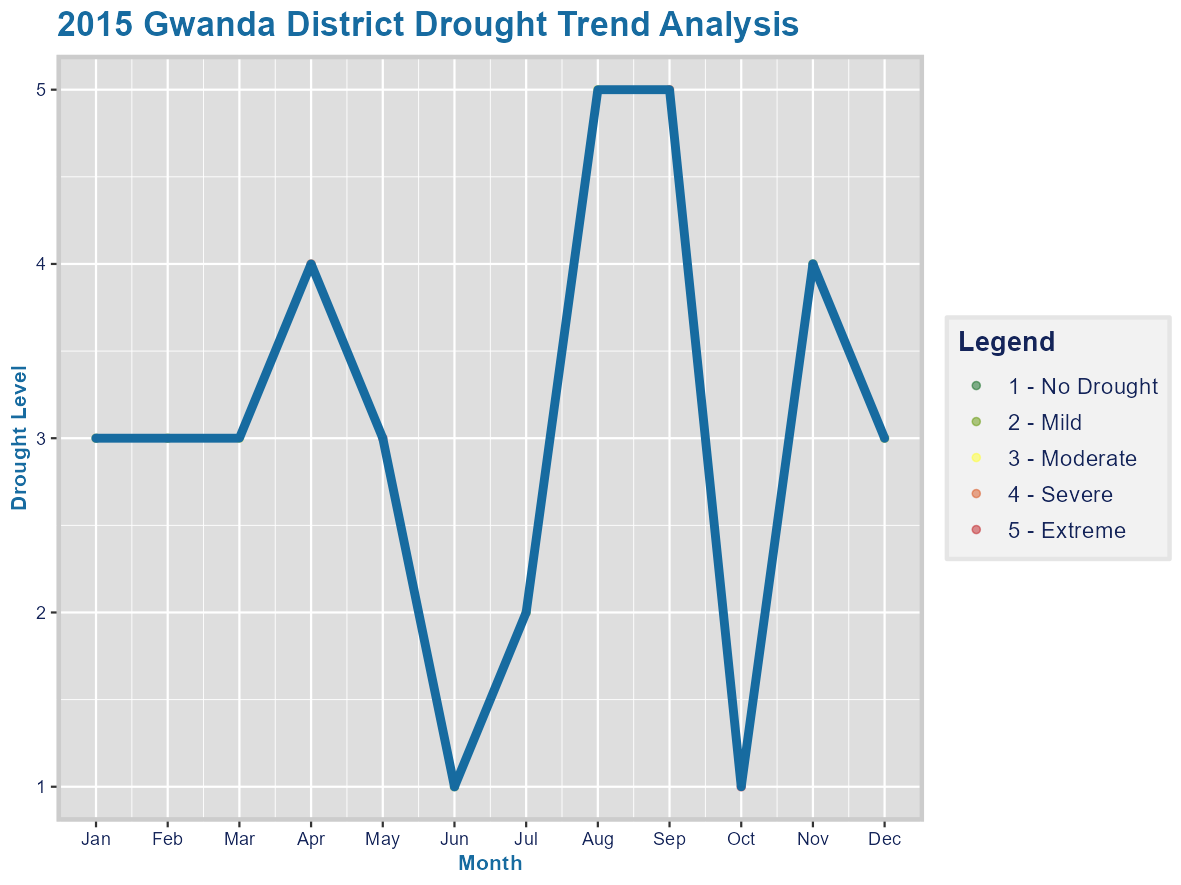 2015 Gwanda District Drought Trend Analysis
Drought Level
5
4
3
2
1
Jan Feb Mar Apr May Jun Jul Aug Sep Oct Nov Dec
Month
Legend
1 - No Drought
2 - Mild
3 - Moderate
4 - Severe
5 - Extreme